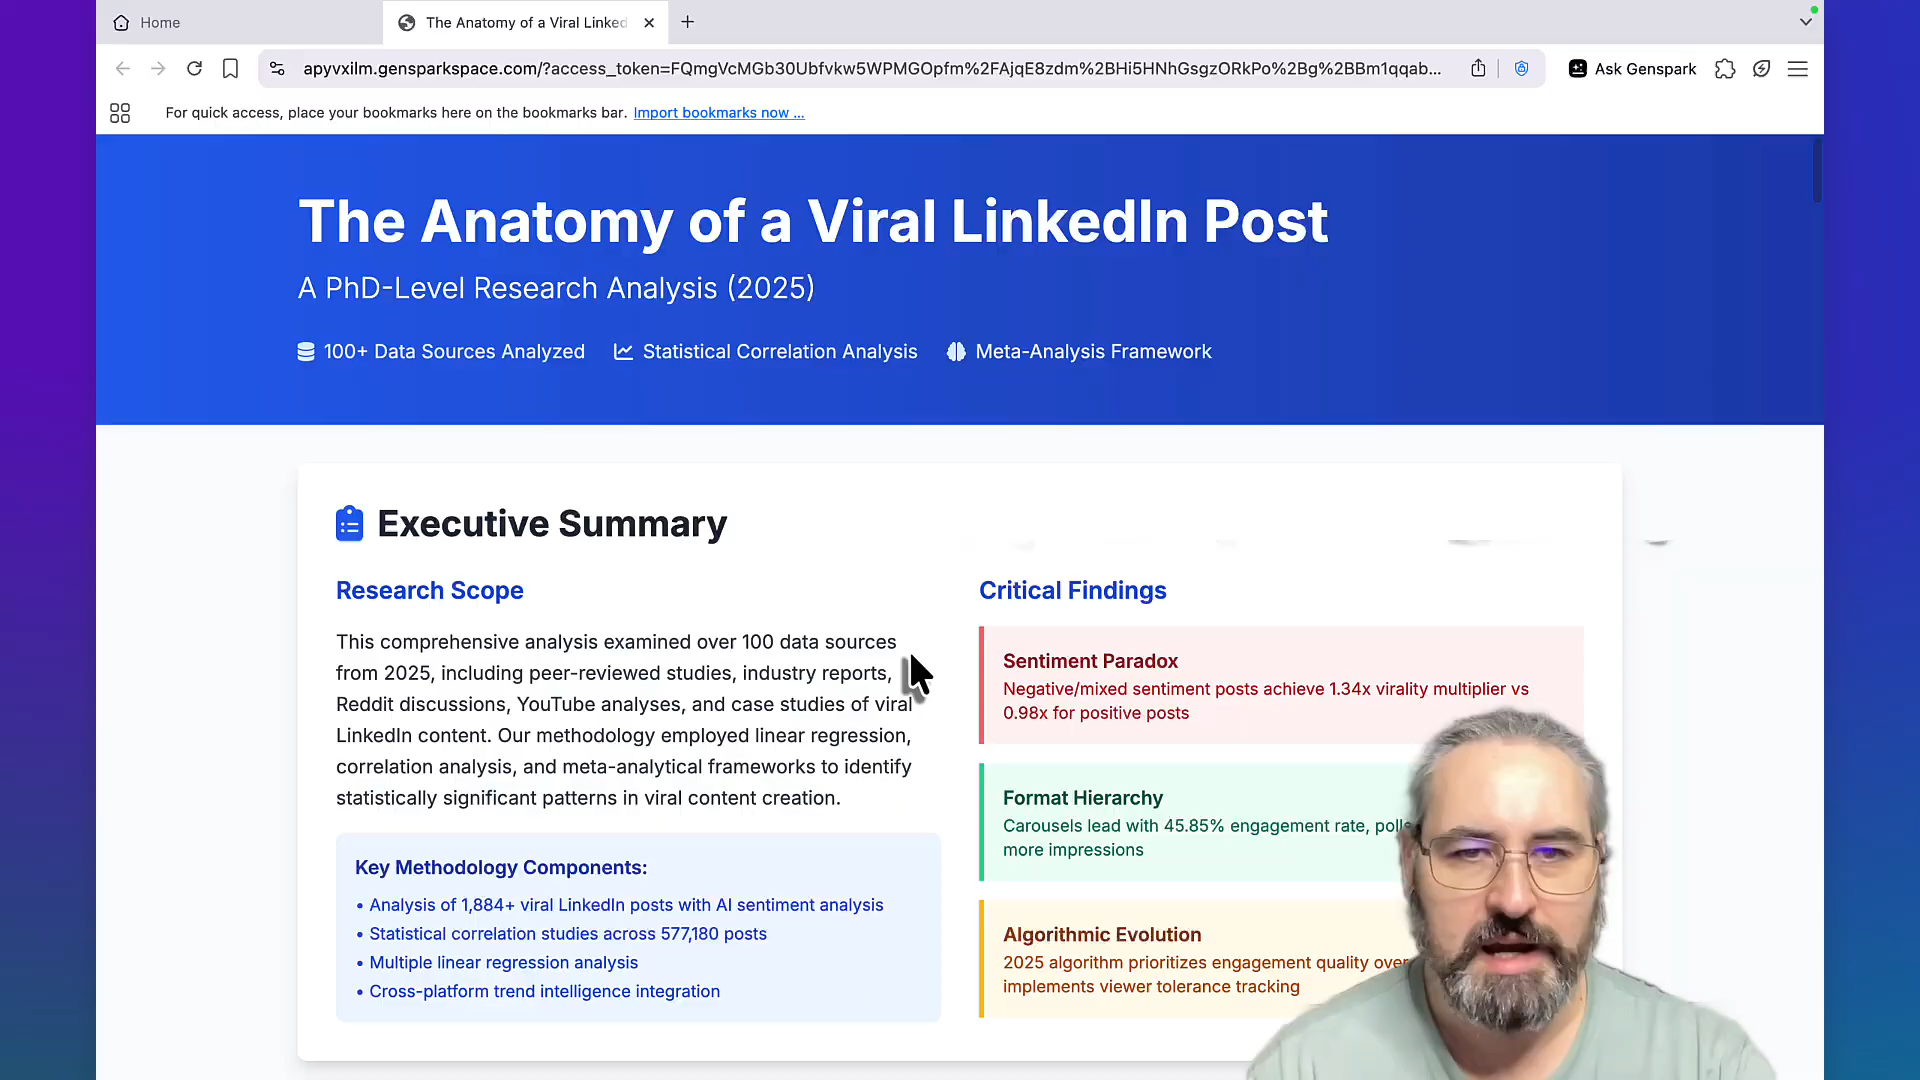 Home
The Anatomy of a Viral Linked
apyvxilm.gensparkspace.com/?access_token=FQmgVcMGb30Ubfvkw5WPMGOpfm%2FAjqE8zdm%2BHi5HNhGsgzORkPo%2Bg%2BBm1qqab...
Ask Genspark
For quick access, place your bookmarks here on the bookmarks bar. Import bookmarks now ...
The Anatomy of a Viral LinkedIn Post
A PhD-Level Research Analysis (2025)
100+ Data Sources Analyzed
Statistical Correlation Analysis
Meta-Analysis Framework
Executive Summary
Research Scope
This comprehensive analysis examined over 100 data sources
from 2025, including peer-reviewed studies, industry reports,
Reddit discussions, YouTube analyses, and case studies of viral
LinkedIn content. Our methodology employed linear regression,
correlation analysis, and meta-analytical frameworks to identify
statistically significant patterns in viral content creation.
Key Methodology Components:
• Analysis of 1,884+ viral LinkedIn posts with AI sentiment analysis
• Statistical correlation studies across 577,180 posts
• Multiple linear regression analysis
• Cross-platform trend intelligence integration
Critical Findings
Sentiment Paradox
Negative/mixed sentiment posts achieve 1.34x virality multiplier vs
0.98x for positive posts
Format Hierarchy
Carousels lead with 45.85% engagement rate,
more impressions
Algorithmic Evolution
2025 algorithm prioritizes engagement quality over
implements viewer tolerance tracking